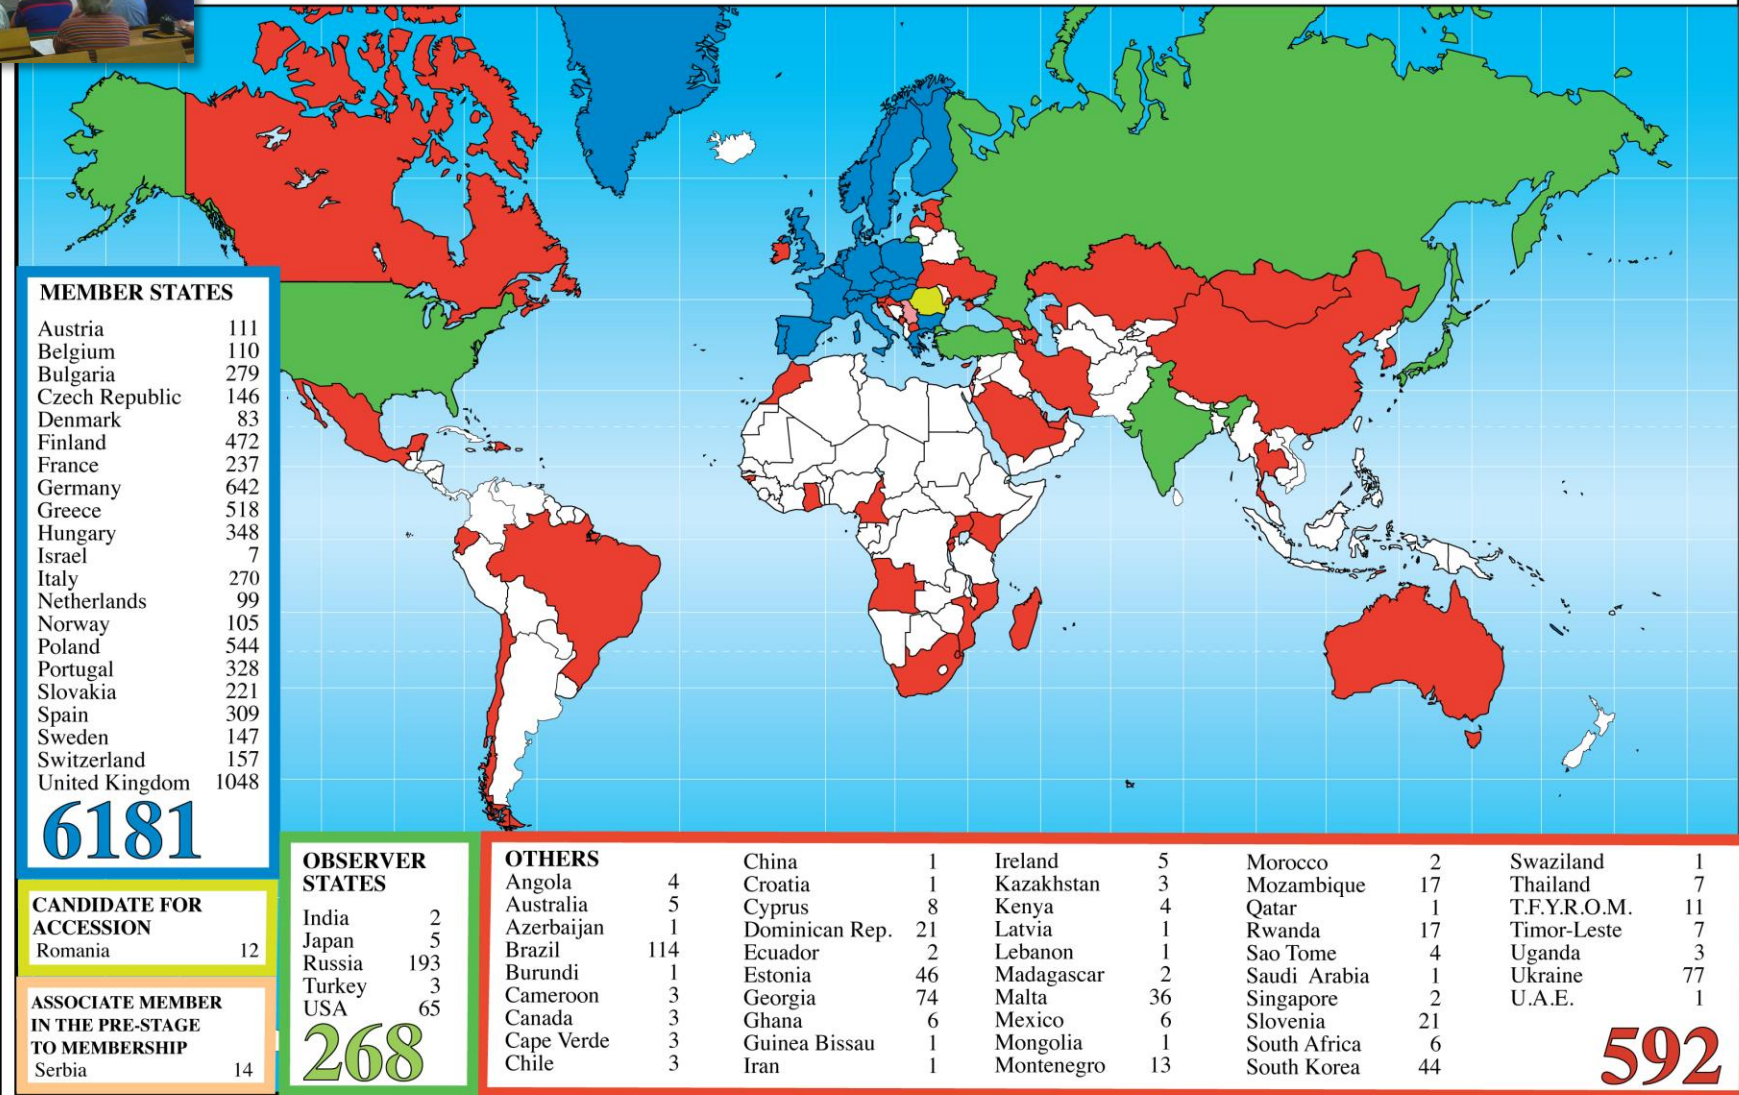 MEMBER STATES
Austria 111
Belgium 110
Bulgaria 279
Czech Republic 146
Denmark 83
Finland 472
France 237
Germany 642
Greece 518
Hungary 348
Israel 7
Italy 270
Netherlands 99
Norway 105
Poland 544
Portugal 328
Slovakia 221
Spain 309
Sweden 147
Switzerland 157
United Kingdom 1048
6181
CANDIDATE FOR
ACCESSION
Romania 12
ASSOCIATE MEMBER
IN THE PRE-STAGE
TO MEMBERSHIP
Serbia 14
OBSERVER
STATES
India 2
Japan 5
Russia 193
Turkey 3
USA 65
268
OTHERS
Angola 4
Australia 5
Azerbaijan 1
Brazil 114
Burundi 1
Cameroon 3
Canada 3
Cape Verde 3
Chile 3
China 1
Croatia 1
Cyprus 8
Dominican Rep. 21
Ecuador 2
Estonia 46
Georgia 74
Ghana 6
Guinea Bissau 1
Iran 1
Ireland 5
Kazakhstan 3
Kenya 4
Latvia 1
Lebanon 1
Madagascar 2
Malta 36
Mexico 6
Mongolia 1
Montenegro 13
Morocco 2
Mozambique 17
Qatar 1
Rwanda 17
Sao Tome 4
Saudi Arabia 1
Singapore 2
Slovenia 21
South Africa 6
South Korea 44
Swaziland 1
Thailand 7
T.F.Y.R.O.M. 11
Timor-Leste 7
Uganda 3
Ukraine 77
U.A.E. 1
592